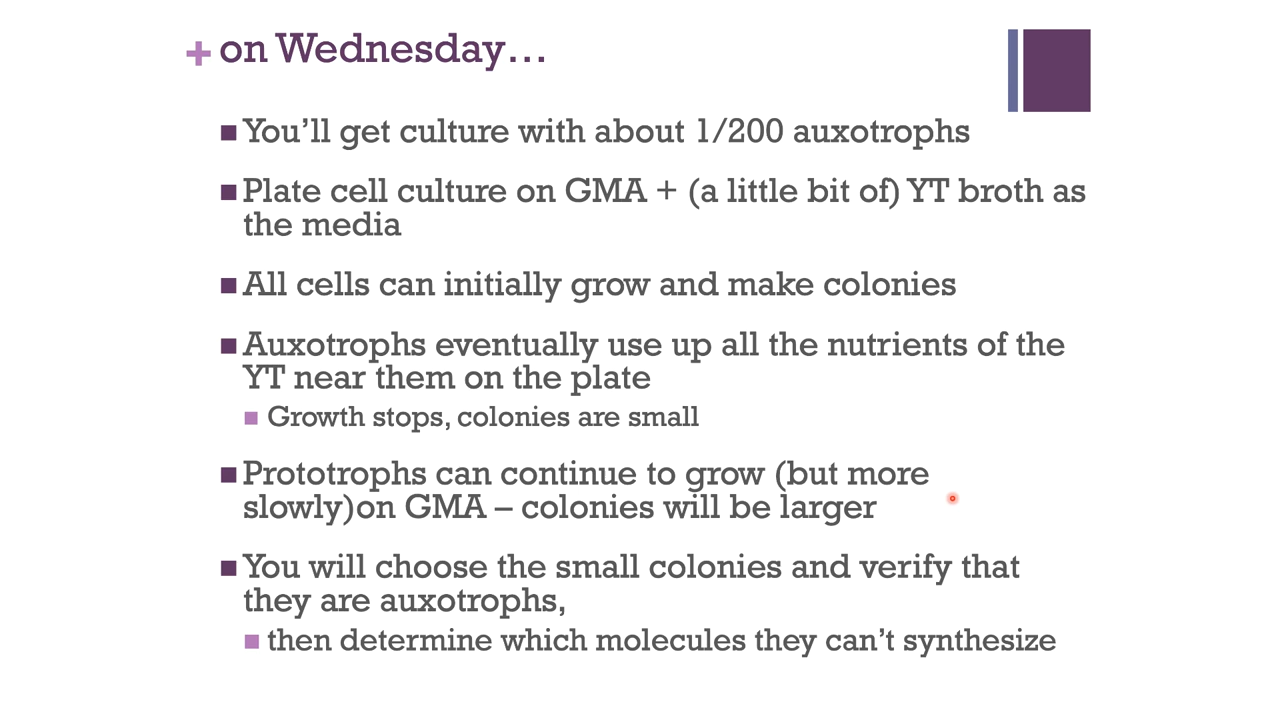 + on Wednesday…
■ You’ll get culture with about 1/200 auxotrophs
■ Plate cell culture on GMA + (a little bit of) YT broth as
the media
■ All cells can initially grow and make colonies
■ Auxotrophs eventually use up all the nutrients of the
YT near them on the plate
■ Growth stops, colonies are small
■ Prototrophs can continue to grow (but more
slowly)on GMA – colonies will be larger
■ You will choose the small colonies and verify that
they are auxotrophs,
■ then determine which molecules they can’t synthesize